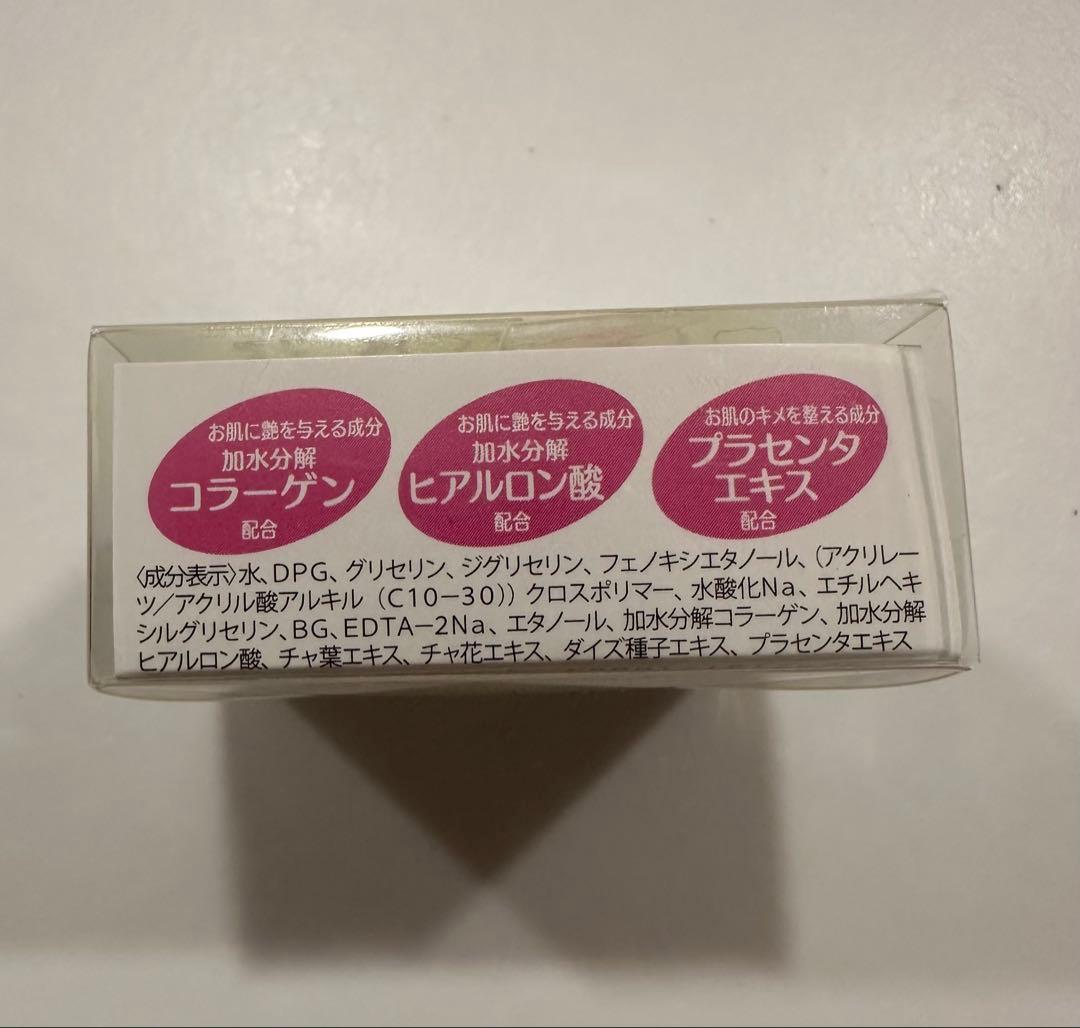 お肌に艶を与える成分
加水分解
コラーゲン
配合
お肌に艶を与える成分
加水分解
ヒアルロン酸
配合
お肌のキメを整える成分
プラセンタ
エキス
配合
〈成分表示〉水、DPG、グリセリン、ジグリセリン、フェノキシエタノール、(アクリレー
ツ/アクリル酸アルキル(C10-30))クロスポリマー、水酸化Na、エチルヘキ
シルグリセリン、BG、EDTA-2Na、エタノール、加水分解コラーゲン、加水分解
ヒアルロン酸、チャ葉エキス、チャ花エキス、ダイズ種子エキス、プラセンタエキス